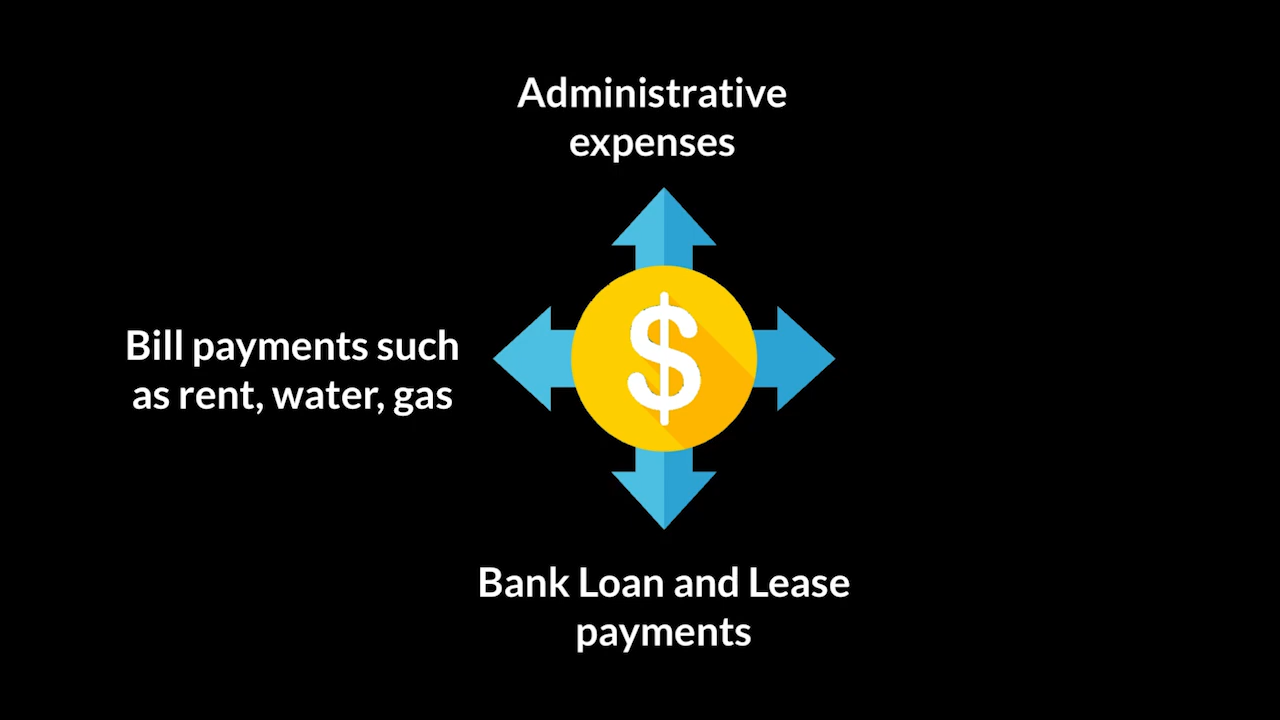 Administrative
expenses
Bill payments such
as rent, water, gas
$
Bank Loan and Lease
payments